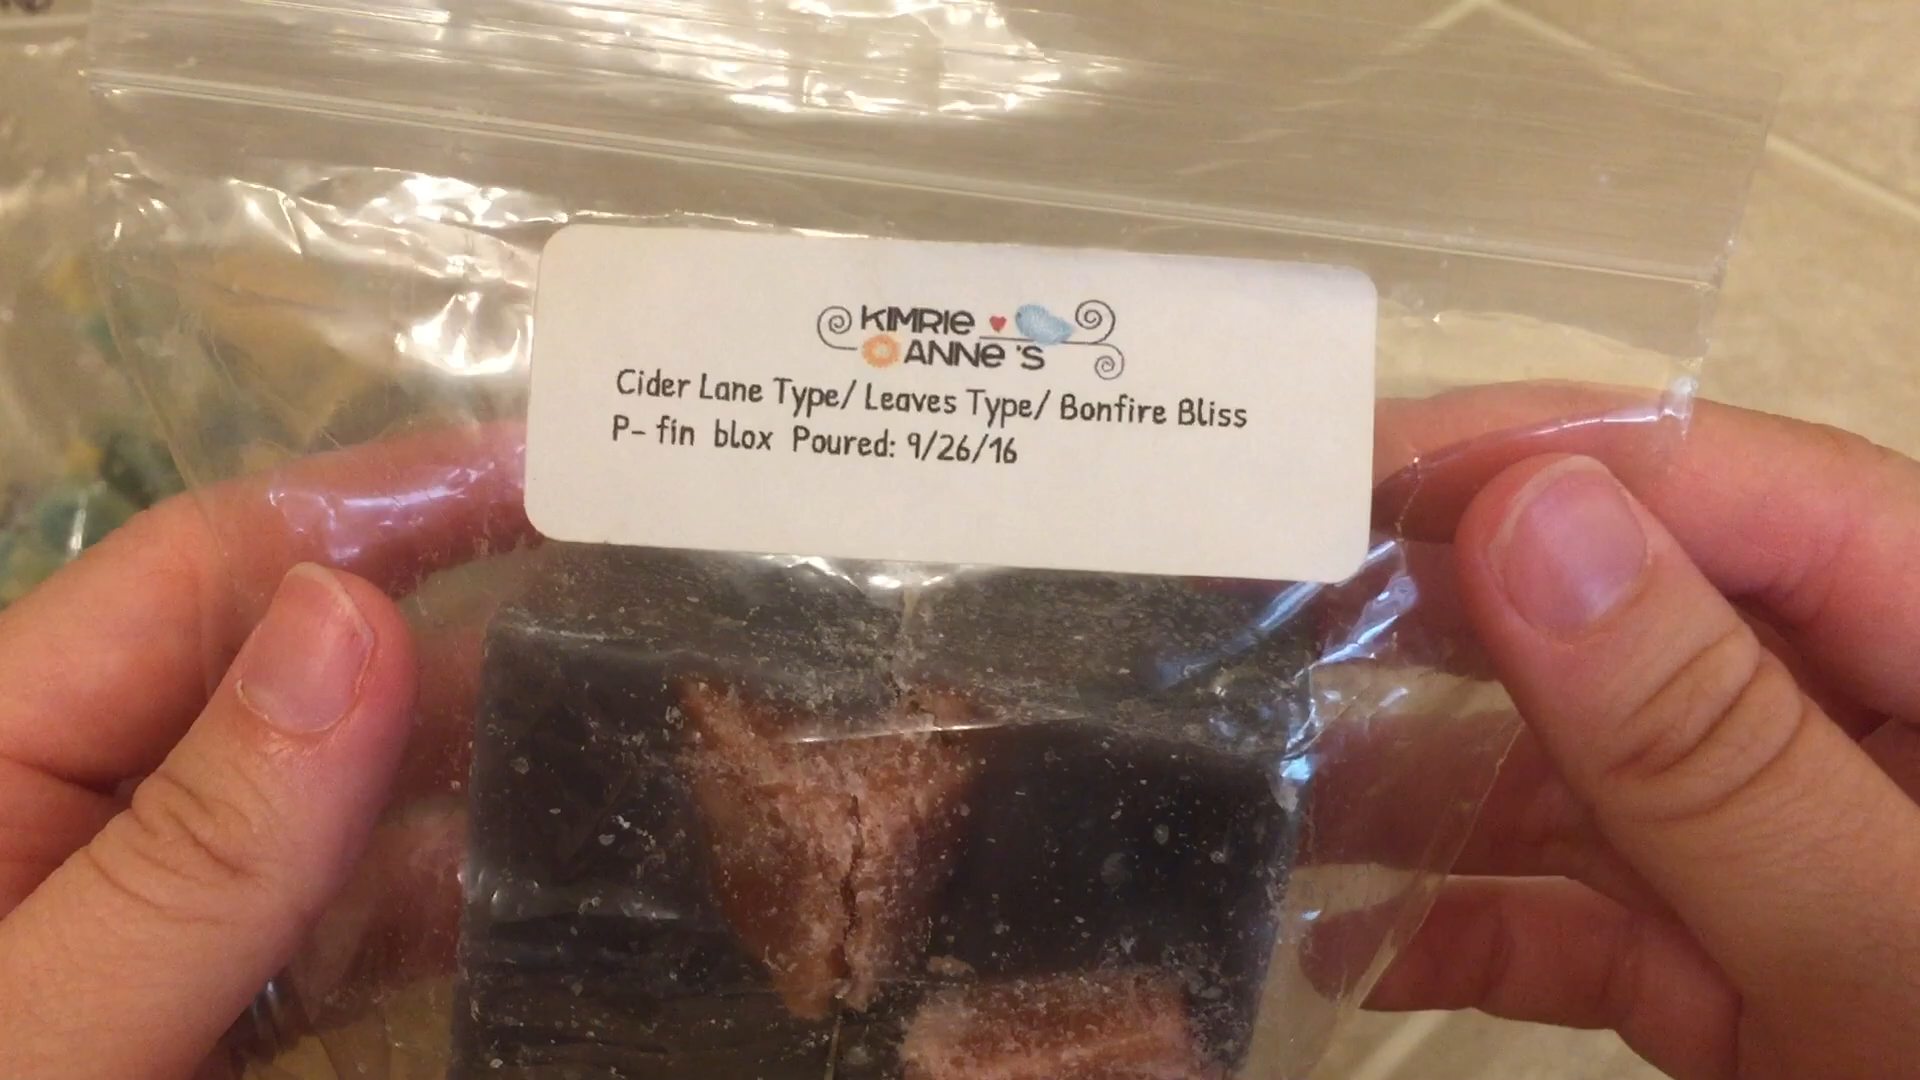 KIMRIe
ANNe'S
Cider Lane Type/ Leaves Type/ Bonfire Bliss
P- fin blox Poured: 9/26/16